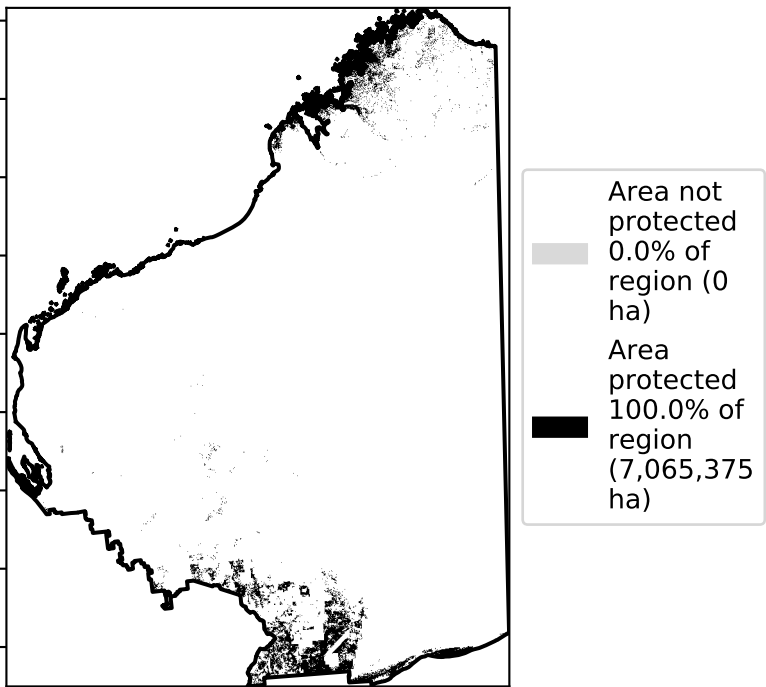 Area not
protected
0.0% of
region (0
ha)
Area
protected
100.0% of
region
(7,065,375
ha)